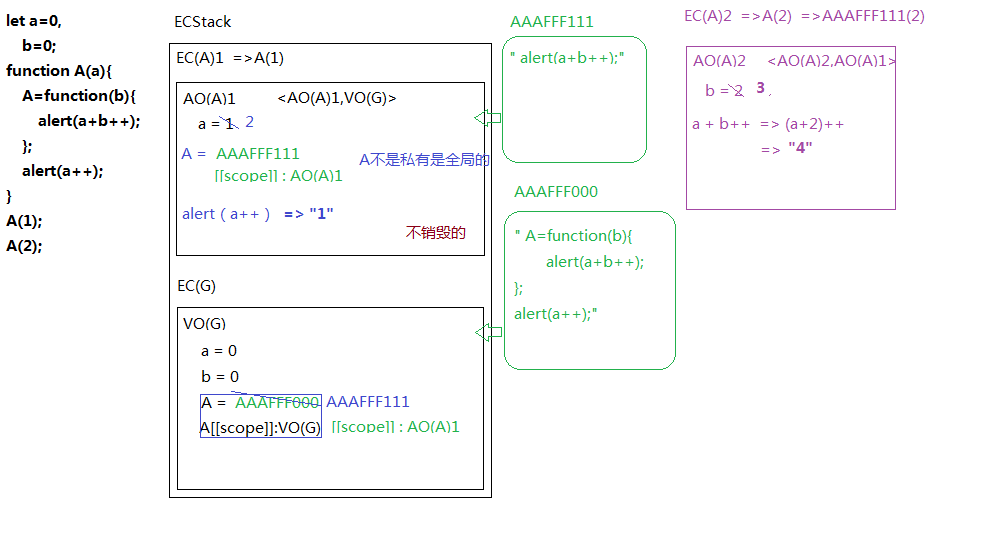 let a=0,
b=0;
function A(a){
A=function(b){
alert(a+b++);
};
alert(a++);
}
A(1);
A(2);
ECStack
EC(A)1 =>A(1)
AO(A)1 <AO(A)1,VO(G)>
a = 1 2
A = AAAFFF111
[[scope]] : AO(A)1
A不是私有是全局的
alert ( a++ ) => "1"
不销毁的
EC(G)
VO(G)
a = 0
b = 0
A = AAAFFF000 AAAFFF111
A[[scope]]:VO(G) [[scope]] : AO(A)1
AAAFFF111
" alert(a+b++);"
AAAFFF000
" A=function(b){
alert(a+b++);
};
alert(a++);"
EC(A)2 =>A(2) =>AAAFFF111(2)
AO(A)2 <AO(A)2,AO(A)1>
b = 2 3
a + b++ => (a+2)++
=> "4"